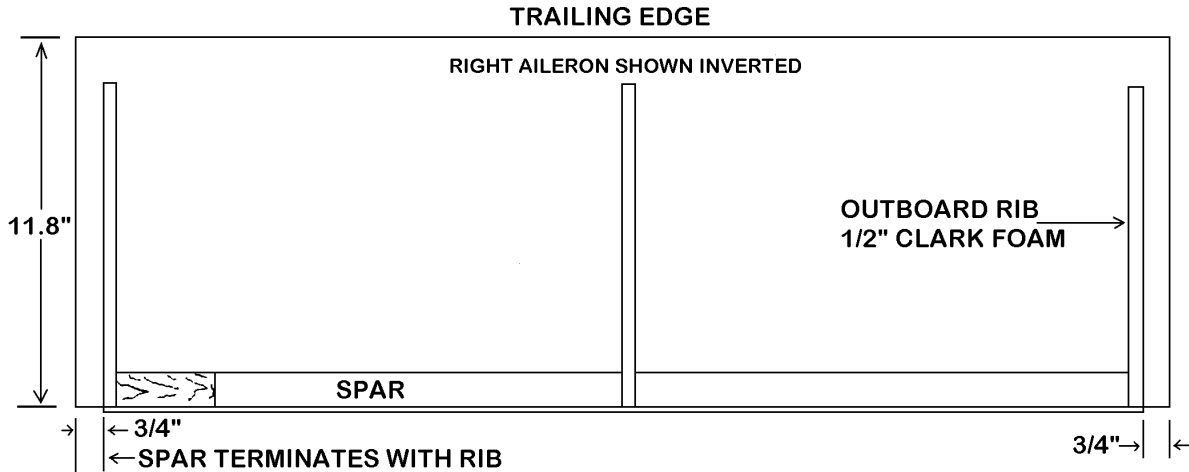 TRAILING EDGE
RIGHT AILERON SHOWN INVERTED
11.8"
OUTBOARD RIB
1/2" CLARK FOAM
SPAR
3/4"
3/4"
SPAR TERMINATES WITH RIB